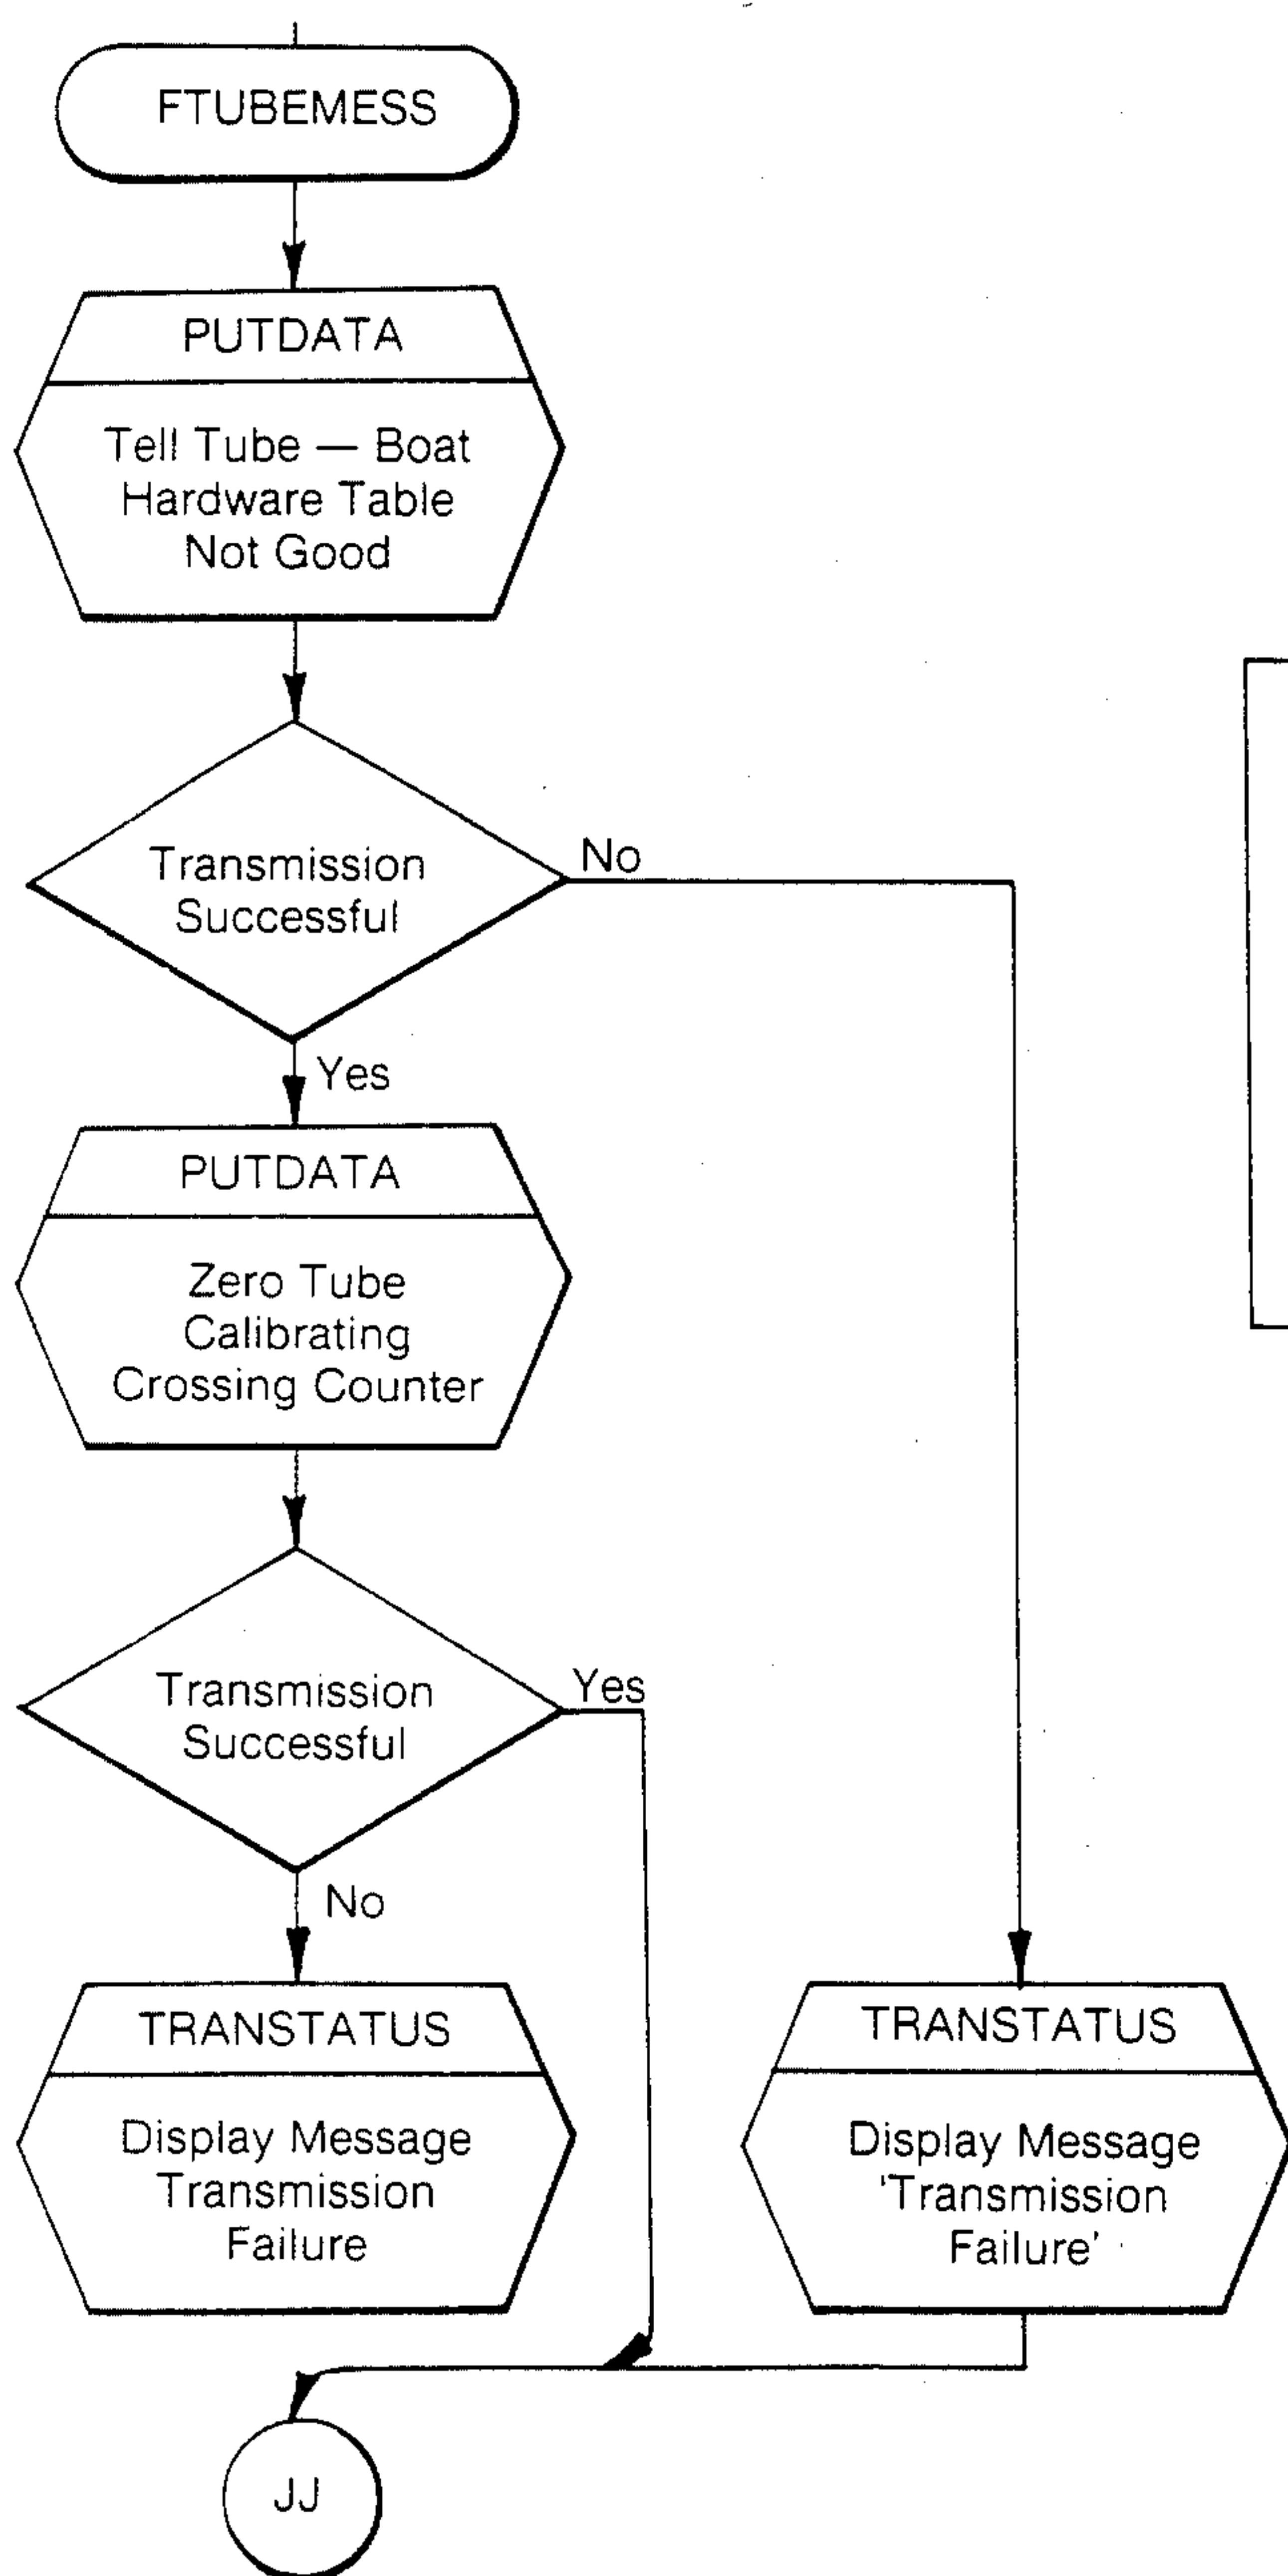 FTUBEMESS
PUTDATA
Tell Tube — Boat
Hardware Table
Not Good
Transmission
Successful
No
Yes
PUTDATA
Zero Tube
Calibrating
Crossing Counter
Transmission
Successful
Yes
No
TRANSTATUS
Display Message
Transmission
Failure
TRANSTATUS
Display Message
'Transmission
Failure'
JJ